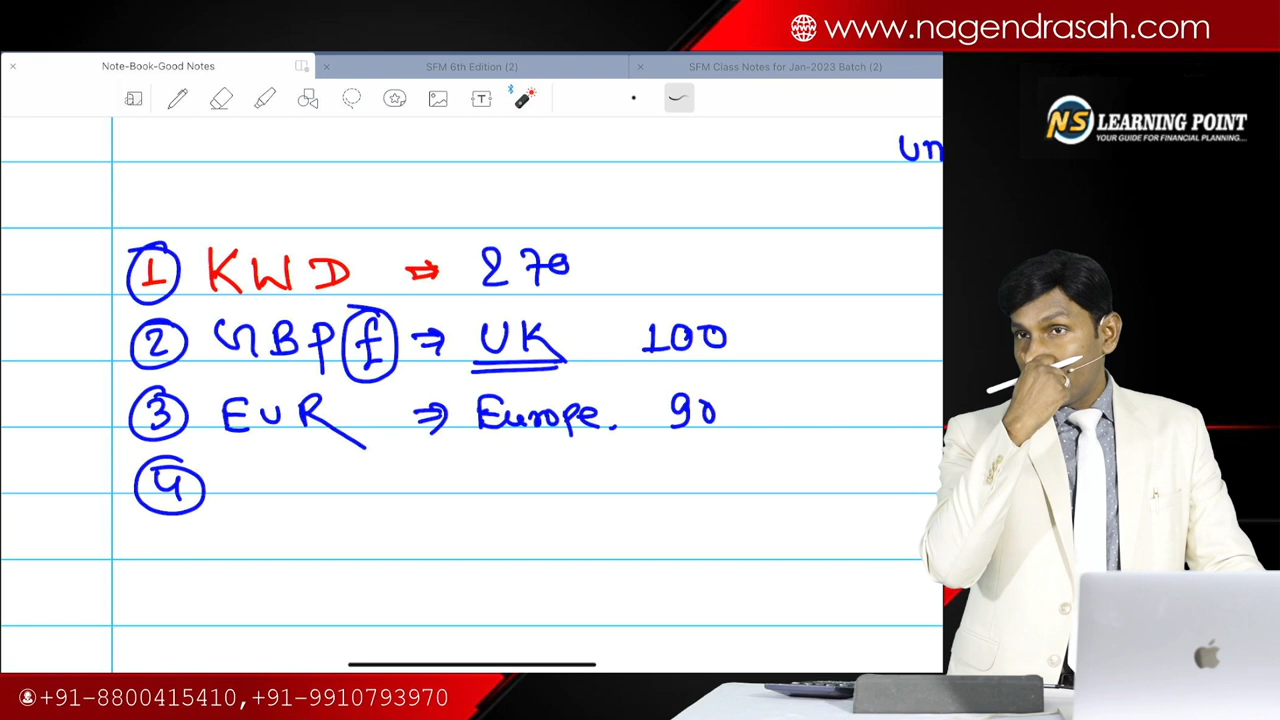 www.nagendrasah.com
Note-Book-Good Notes
SFM 6th Edition (2)
SFM Class Notes for Jan-2023 Batch (2)
NS LEARNING POINT
YOUR GUIDE FOR FINANCIAL PLANNING....
un
1 KWD ⇒ 270
2 GBP £ ⇒ UK 100
3 EUR ⇒ Europe. 90
4
+91-8800415410,+91-9910793970